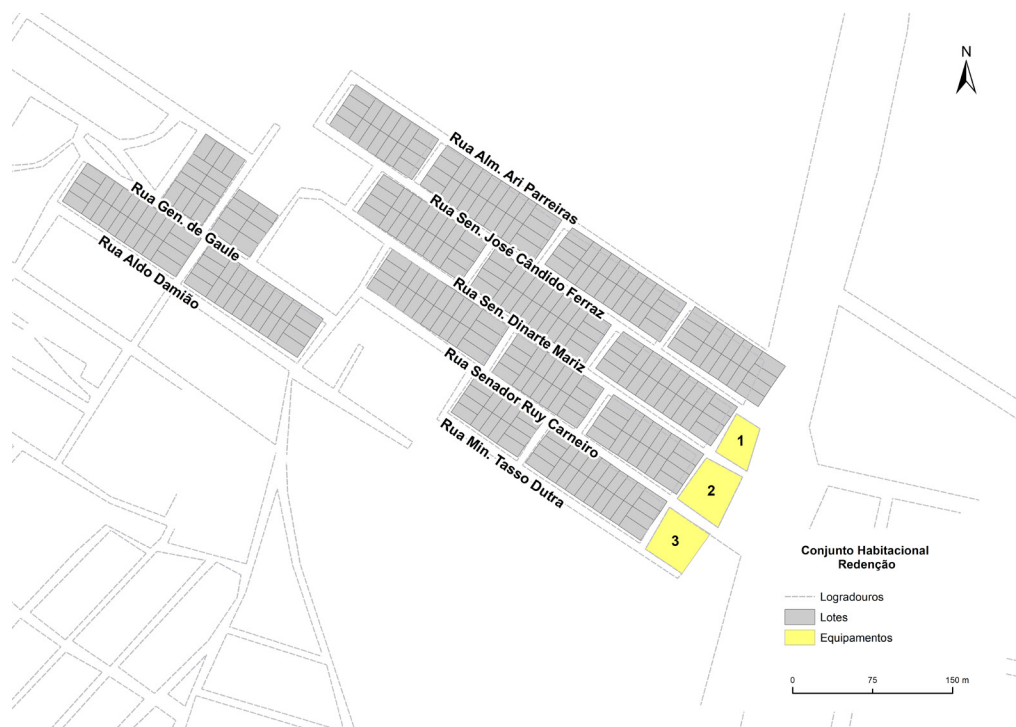 N
Rua Alm. Ari Parreiras
Rua Gen. de Gaule
Rua Sen. José Cândido Ferraz
Rua Aldo Damião
Rua Sen. Dinarte Mariz
Rua Senador Ruy Carneiro
Rua Min. Tasso Dutra
1
2
3
Conjunto Habitacional
Redenção
Logradouros
Lotes
Equipamentos
0 75 150 m